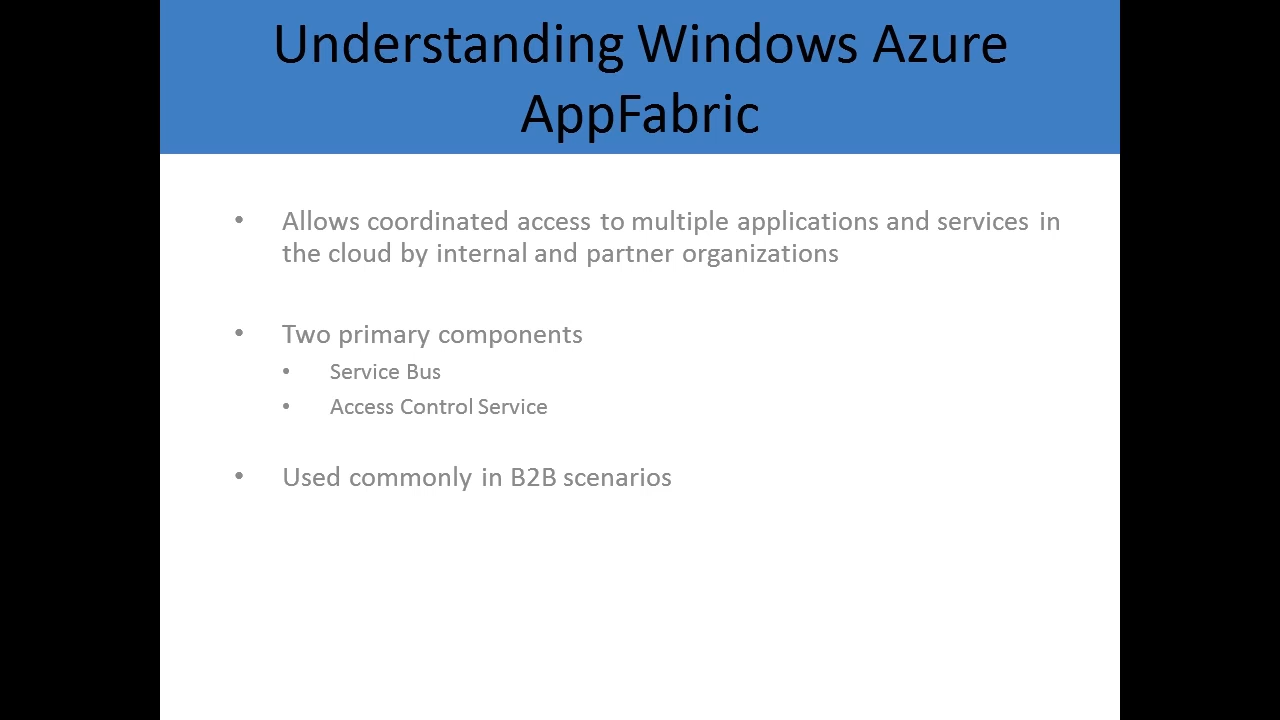 Understanding Windows Azure
AppFabric
• Allows coordinated access to multiple applications and services in
the cloud by internal and partner organizations
• Two primary components
• Service Bus
• Access Control Service
• Used commonly in B2B scenarios